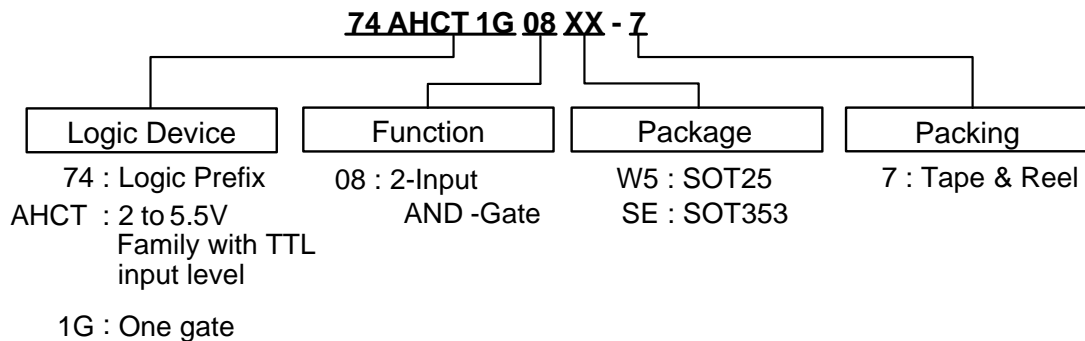 74 AHCT 1G 08 XX - 7
Logic Device
Function
Package
Packing
74 : Logic Prefix
AHCT : 2 to 5.5V
Family with TTL
input level
1G : One gate
08 : 2-Input
AND -Gate
W5 : SOT25
SE : SOT353
7 : Tape & Reel